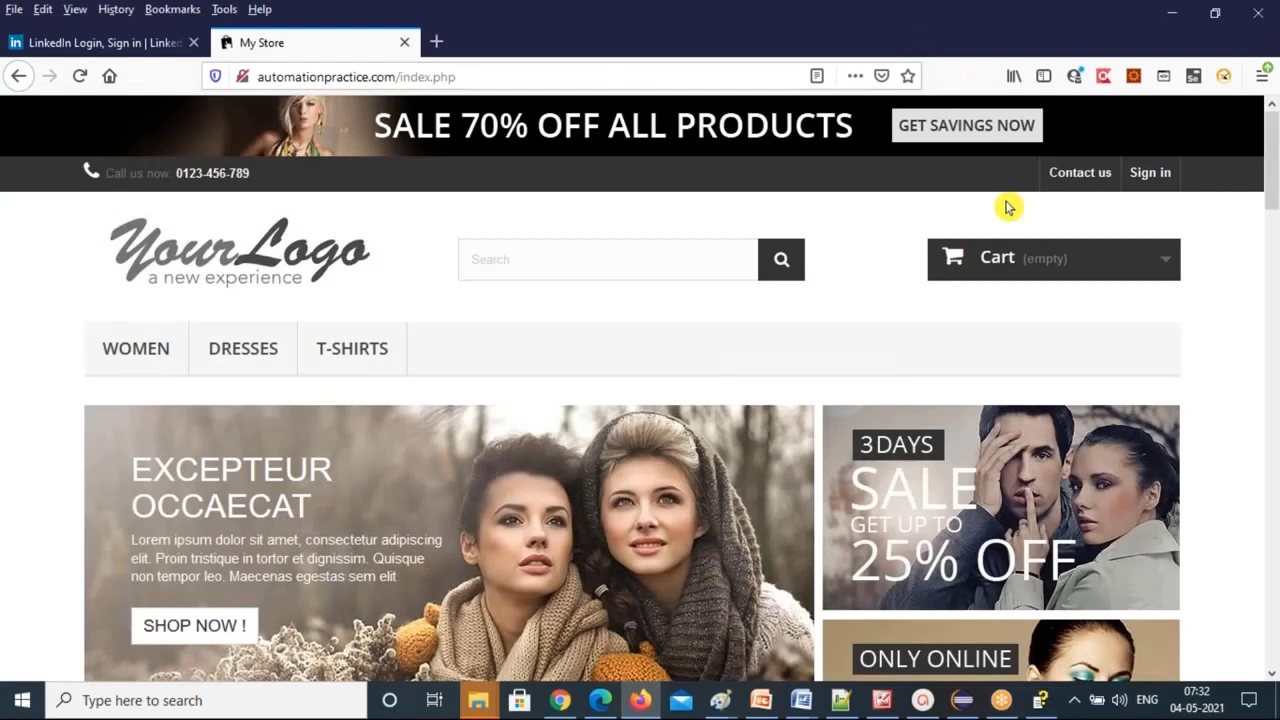 File Edit View History Bookmarks Tools Help
LinkedIn Login, Sign in | Linked
My Store
automationpractice.com/index.php
SALE 70% OFF ALL PRODUCTS
GET SAVINGS NOW
Call us now: 0123-456-789
Contact us
Sign in
YourLogo
a new experience
Search
Cart (empty)
WOMEN
DRESSES
T-SHIRTS
EXCEPTEUR
OCCAECAT
Lorem ipsum dolor sit amet, consectetur adipiscing
elit. Proin tristique in tortor et dignissim. Quisque
non tempor leo. Maecenas egestas sem elit
SHOP NOW !
3 DAYS
SALE
GET UP TO
25% OFF
ONLY ONLINE
Type here to search
ENG
07:32
04-05-2021